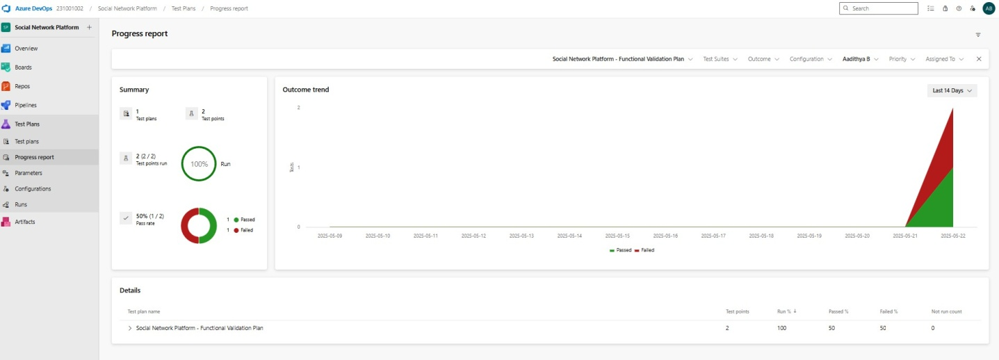 Azure DevOps 231001002 / Social Network Platform / Test Plans / Progress report
Search
AB
SP Social Network Platform +
Overview
Boards
Repos
Pipelines
Test Plans
Test plans
Progress report
Parameters
Configurations
Runs
Artifacts
Progress report
Social Network Platform - Functional Validation Plan Test Suites Outcome Configuration Aadithya B Priority Assigned To
Summary
1
Test plans
2
Test points
2 (2 / 2)
Test points run
100%
Run
50% (1 / 2)
Pass rate
1 Passed
1 Failed
Outcome trend
Last 14 Days
2
1
0
Tests
2025-05-09 2025-05-10 2025-05-11 2025-05-12 2025-05-13 2025-05-14 2025-05-15 2025-05-16 2025-05-17 2025-05-18 2025-05-19 2025-05-20 2025-05-21 2025-05-22
Passed Failed
Details
Test plan name Test points Run % Passed % Failed % Not run count
Social Network Platform - Functional Validation Plan 2 100 50 50 0